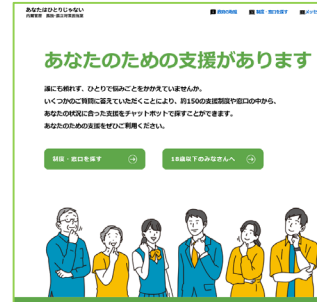 あなたはひとりじゃない
内閣官房 孤独・孤立対策担当室
政府の取組
制度・窓口を探す
メッセ
あなたのための支援があります
誰にも頼れず、ひとりで悩みごとをかかえていませんか。
いくつかのご質問に答えていただくことにより、約150の支援制度や窓口の中から、
あなたの状況に合った支援をチャットボットで探すことができます。
あなたのための支援をぜひご利用ください。
制度・窓口を探す
18歳以下のみなさんへ